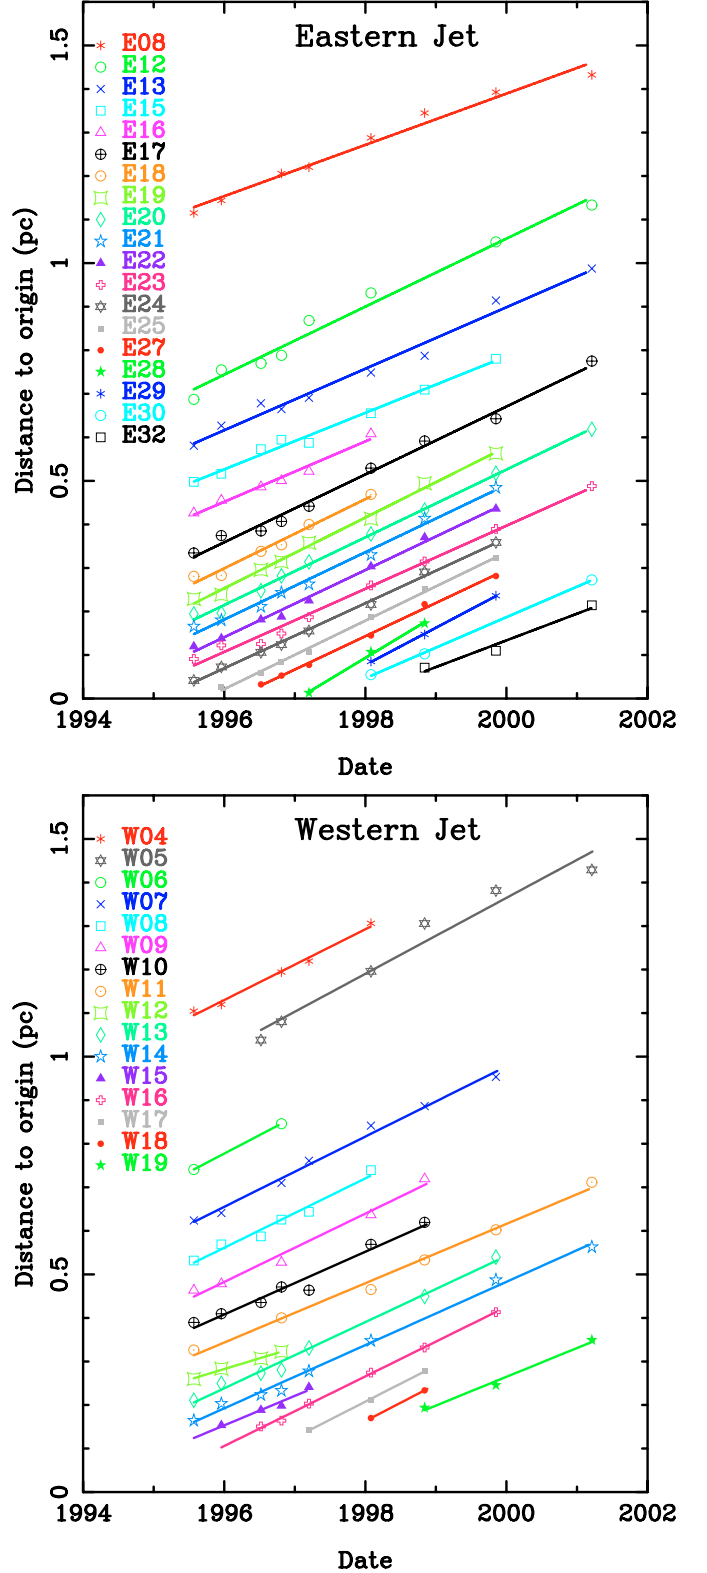 Eastern Jet
1.5
E08
E12
E13
E15
E16
E17
E18
E19
E20
E21
E22
E23
E24
E25
E27
E28
E29
E30
E32
1
0.5
0
Distance to origin (pc)
1994 1996 1998 2000 2002
Date
Western Jet
1.5
W04
W05
W06
W07
W08
W09
W10
W11
W12
W13
W14
W15
W16
W17
W18
W19
1
0.5
0
Distance to origin (pc)
1994 1996 1998 2000 2002
Date